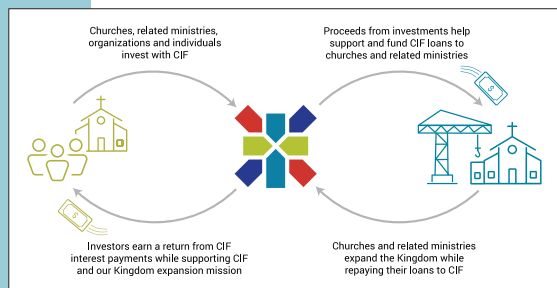 Churches, related ministries,
organizations and individuals
invest with CIF
Proceeds from investments help
support and fund CIF loans to
churches and related ministries
$
$
Investors earn a return from CIF
interest payments while supporting CIF
and our Kingdom expansion mission
Churches and related ministries
expand the Kingdom while
repaying their loans to CIF